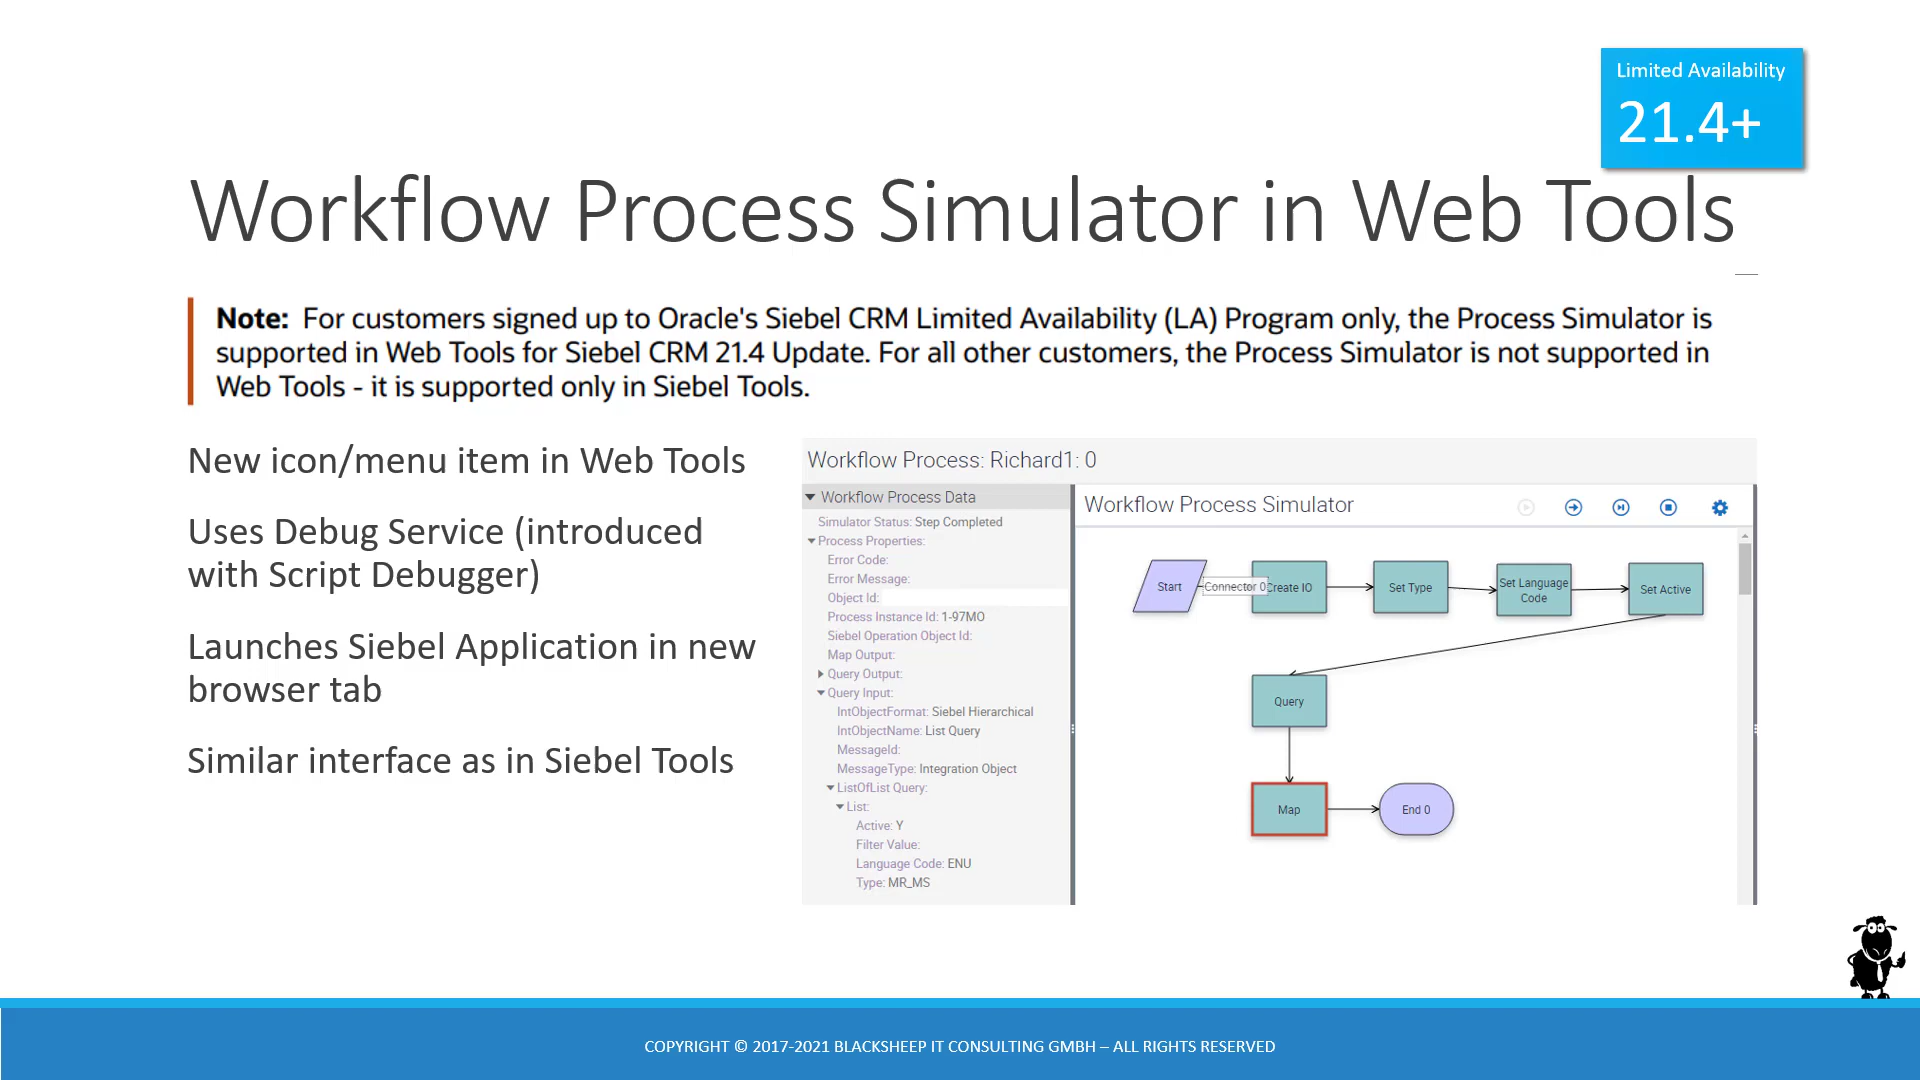 Limited Availability
21.4+
Workflow Process Simulator in Web Tools
Note: For customers signed up to Oracle's Siebel CRM Limited Availability (LA) Program only, the Process Simulator is
supported in Web Tools for Siebel CRM 21.4 Update. For all other customers, the Process Simulator is not supported in
Web Tools - it is supported only in Siebel Tools.
New icon/menu item in Web Tools
Uses Debug Service (introduced
with Script Debugger)
Launches Siebel Application in new
browser tab
Similar interface as in Siebel Tools
Workflow Process: Richard1: 0
Workflow Process Data
Simulator Status: Step Completed
Process Properties:
Error Code:
Error Message:
Object Id:
Process Instance Id: 1-97MO
Siebel Operation Object Id:
Map Output:
Query Output:
Query Input:
IntObjectFormat: Siebel Hierarchical
IntObjectName: List Query
MessageId:
MessageType: Integration Object
ListOfList Query:
List:
Active: Y
Filter Value:
Language Code: ENU
Type: MR_MS
Workflow Process Simulator
Start
Connector 0
Create IO
Set Type
Set Language
Code
Set Active
Query
Map
End 0
COPYRIGHT © 2017-2021 BLACKSHEEP IT CONSULTING GMBH – ALL RIGHTS RESERVED